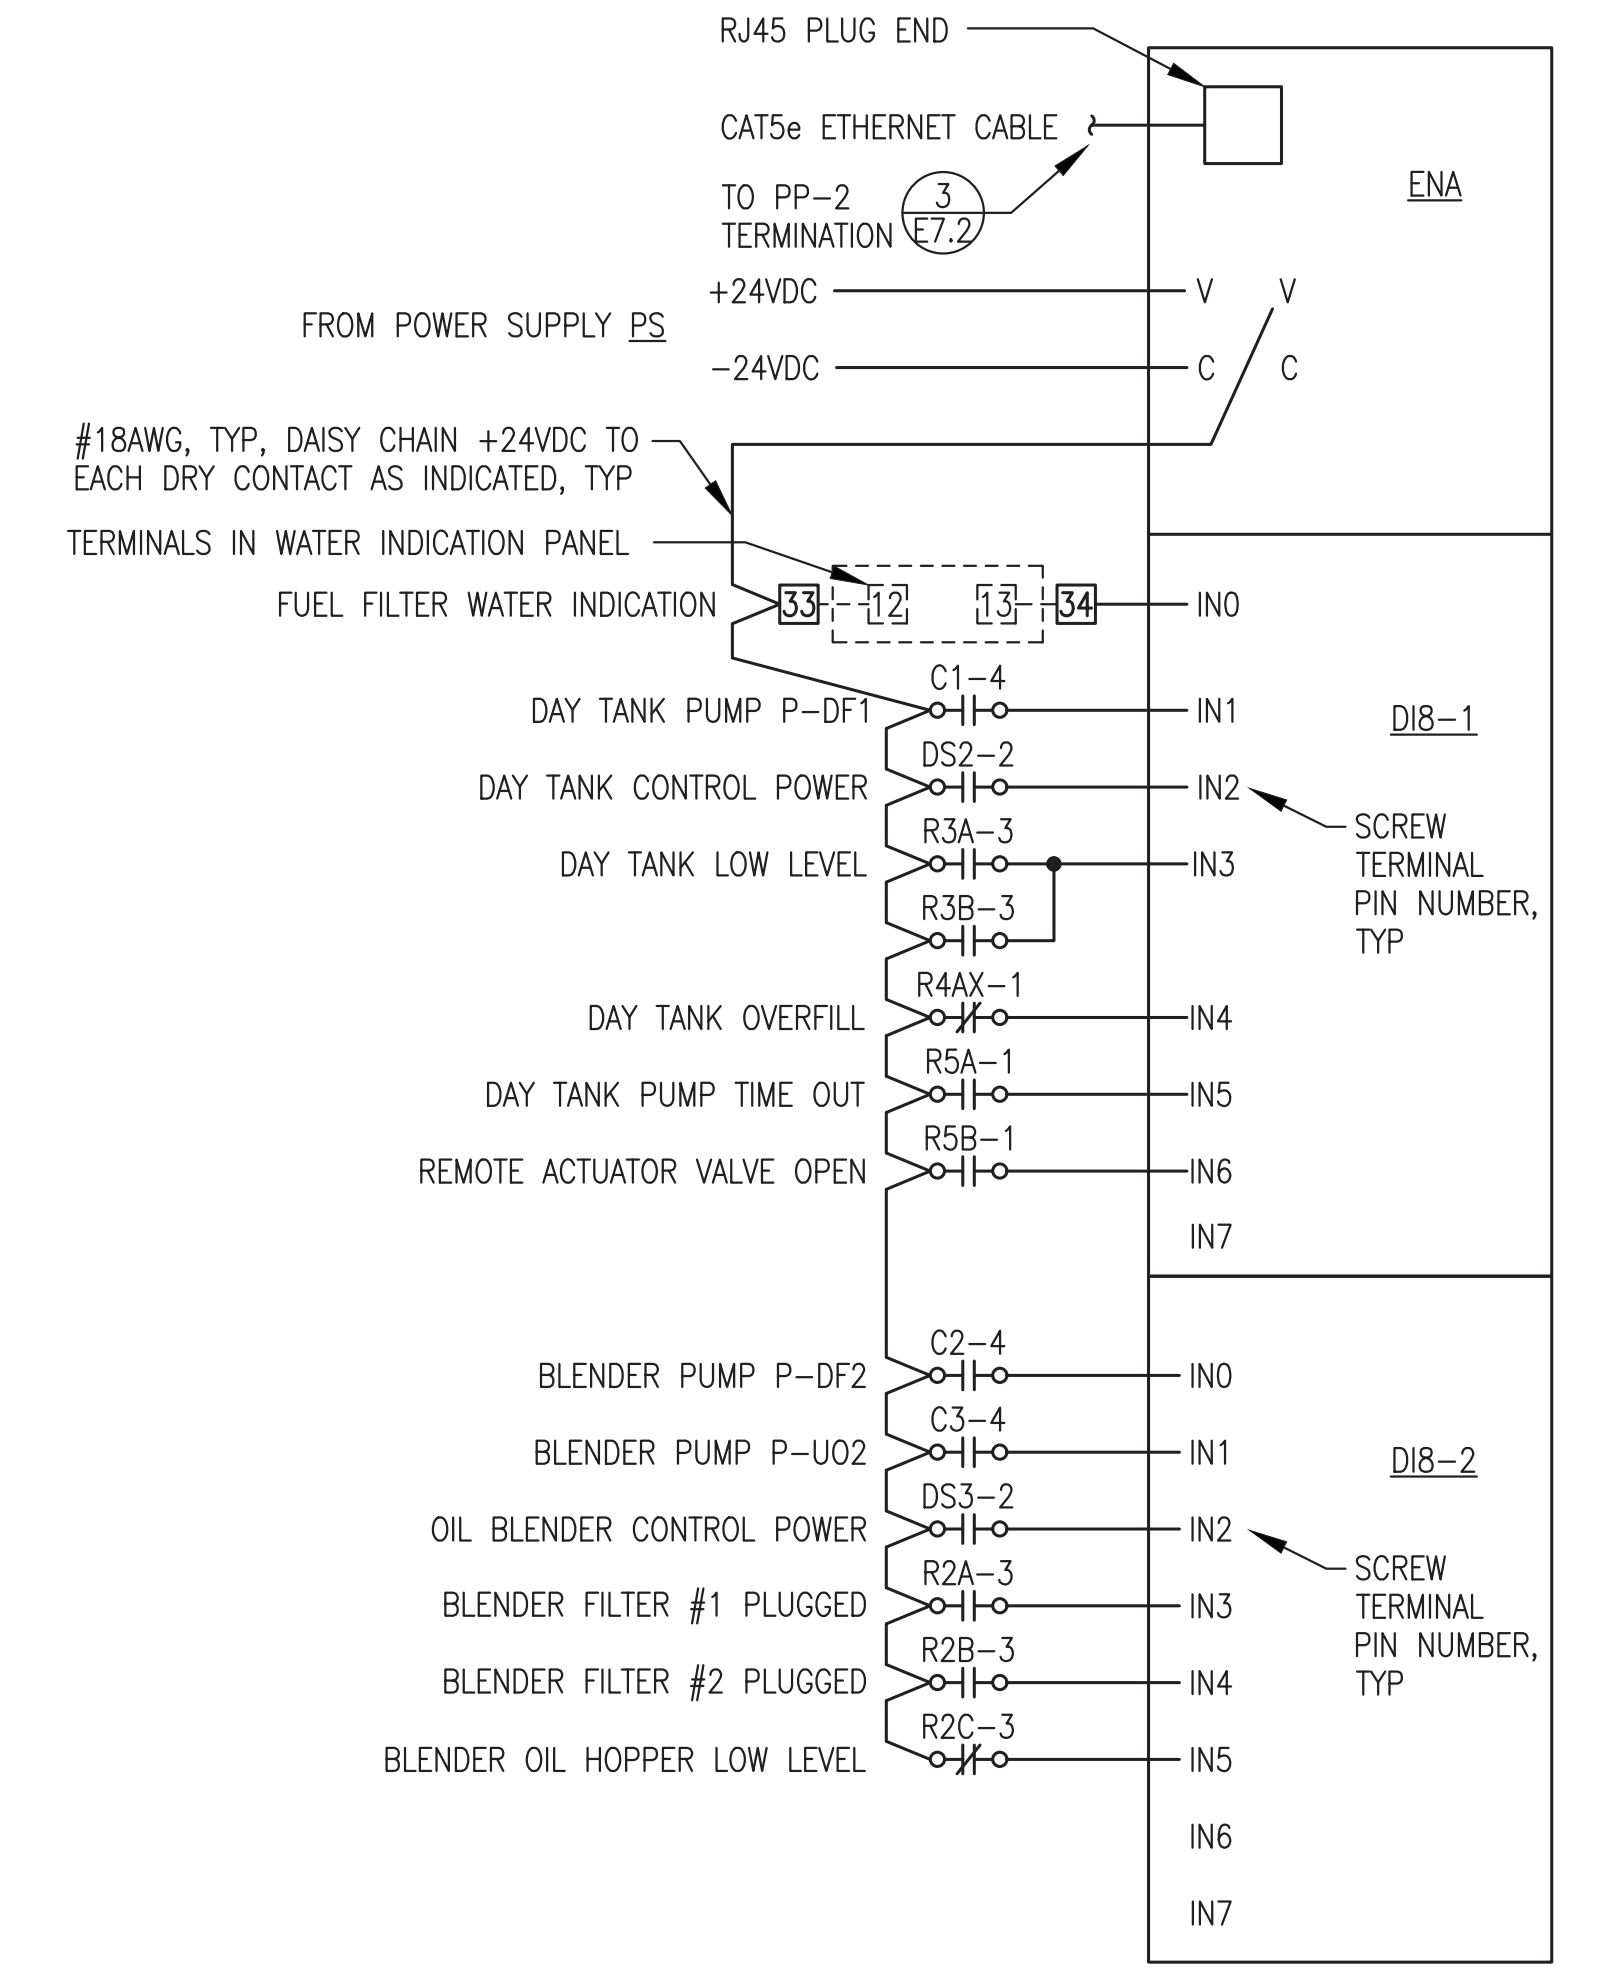 RJ45 PLUG END
CAT5e ETHERNET CABLE
TO PP-2
TERMINATION
3
E7.2
ENA
+24VDC
V V
FROM POWER SUPPLY PS
-24VDC
C C
#18AWG, TYP, DAISY CHAIN +24VDC TO
EACH DRY CONTACT AS INDICATED, TYP
TERMINALS IN WATER INDICATION PANEL
FUEL FILTER WATER INDICATION 33 12 13 34 IN0
C1-4
DAY TANK PUMP P-DF1 IN1
DI8-1
DS2-2
DAY TANK CONTROL POWER IN2
SCREW
TERMINAL
PIN NUMBER,
TYP
R3A-3
DAY TANK LOW LEVEL IN3
R3B-3
R4AX-1
DAY TANK OVERFILL IN4
R5A-1
DAY TANK PUMP TIME OUT IN5
R5B-1
REMOTE ACTUATOR VALVE OPEN IN6
IN7
C2-4
BLENDER PUMP P-DF2 IN0
C3-4
BLENDER PUMP P-UO2 IN1
DI8-2
DS3-2
OIL BLENDER CONTROL POWER IN2
SCREW
TERMINAL
PIN NUMBER,
TYP
R2A-3
BLENDER FILTER #1 PLUGGED IN3
R2B-3
BLENDER FILTER #2 PLUGGED IN4
R2C-3
BLENDER OIL HOPPER LOW LEVEL IN5
IN6
IN7